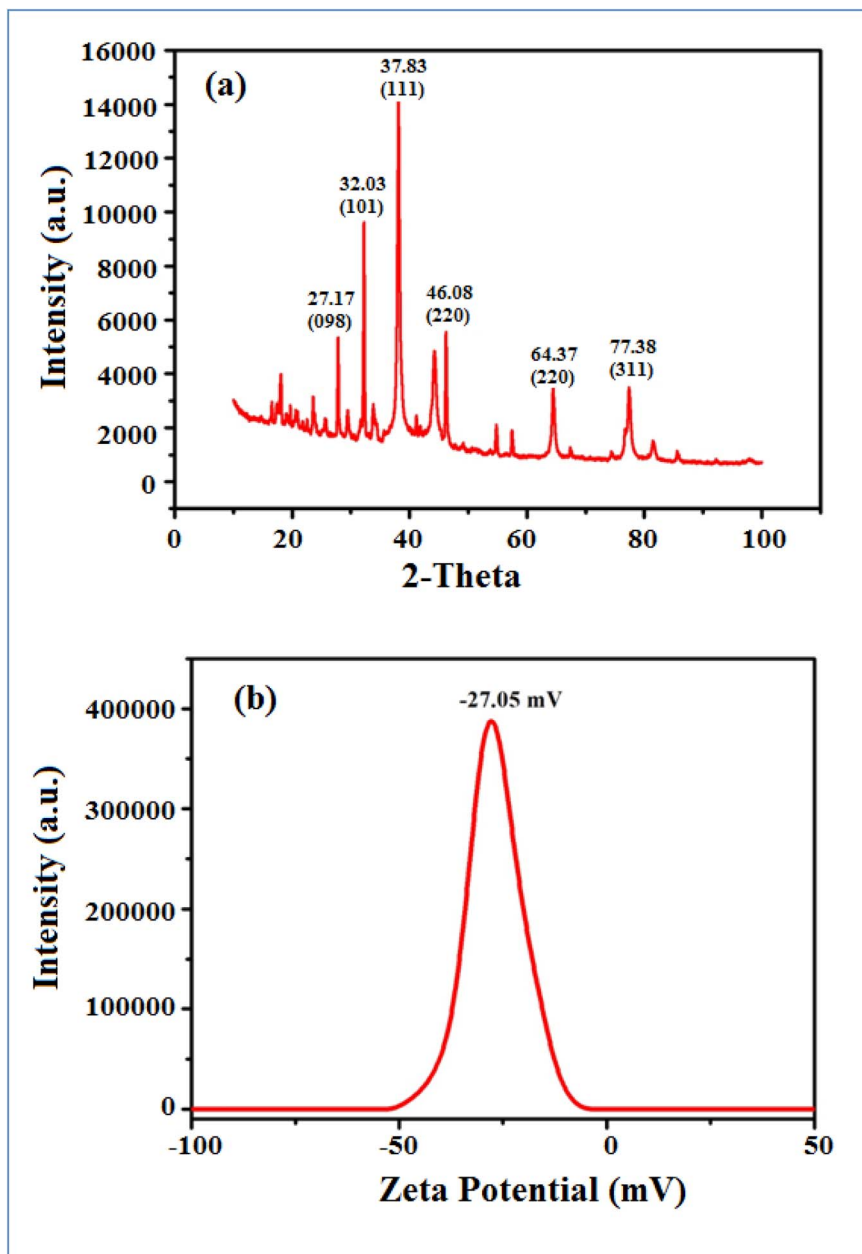 (a)
37.83
(111)
32.03
(101)
27.17
(098)
46.08
(220)
64.37
(220)
77.38
(311)
16000
14000
12000
10000
8000
6000
4000
2000
0
Intensity (a.u.)
0 20 40 60 80 100
2-Theta
(b)
-27.05 mV
400000
300000
200000
100000
0
Intensity (a.u.)
-100 -50 0 50
Zeta Potential (mV)